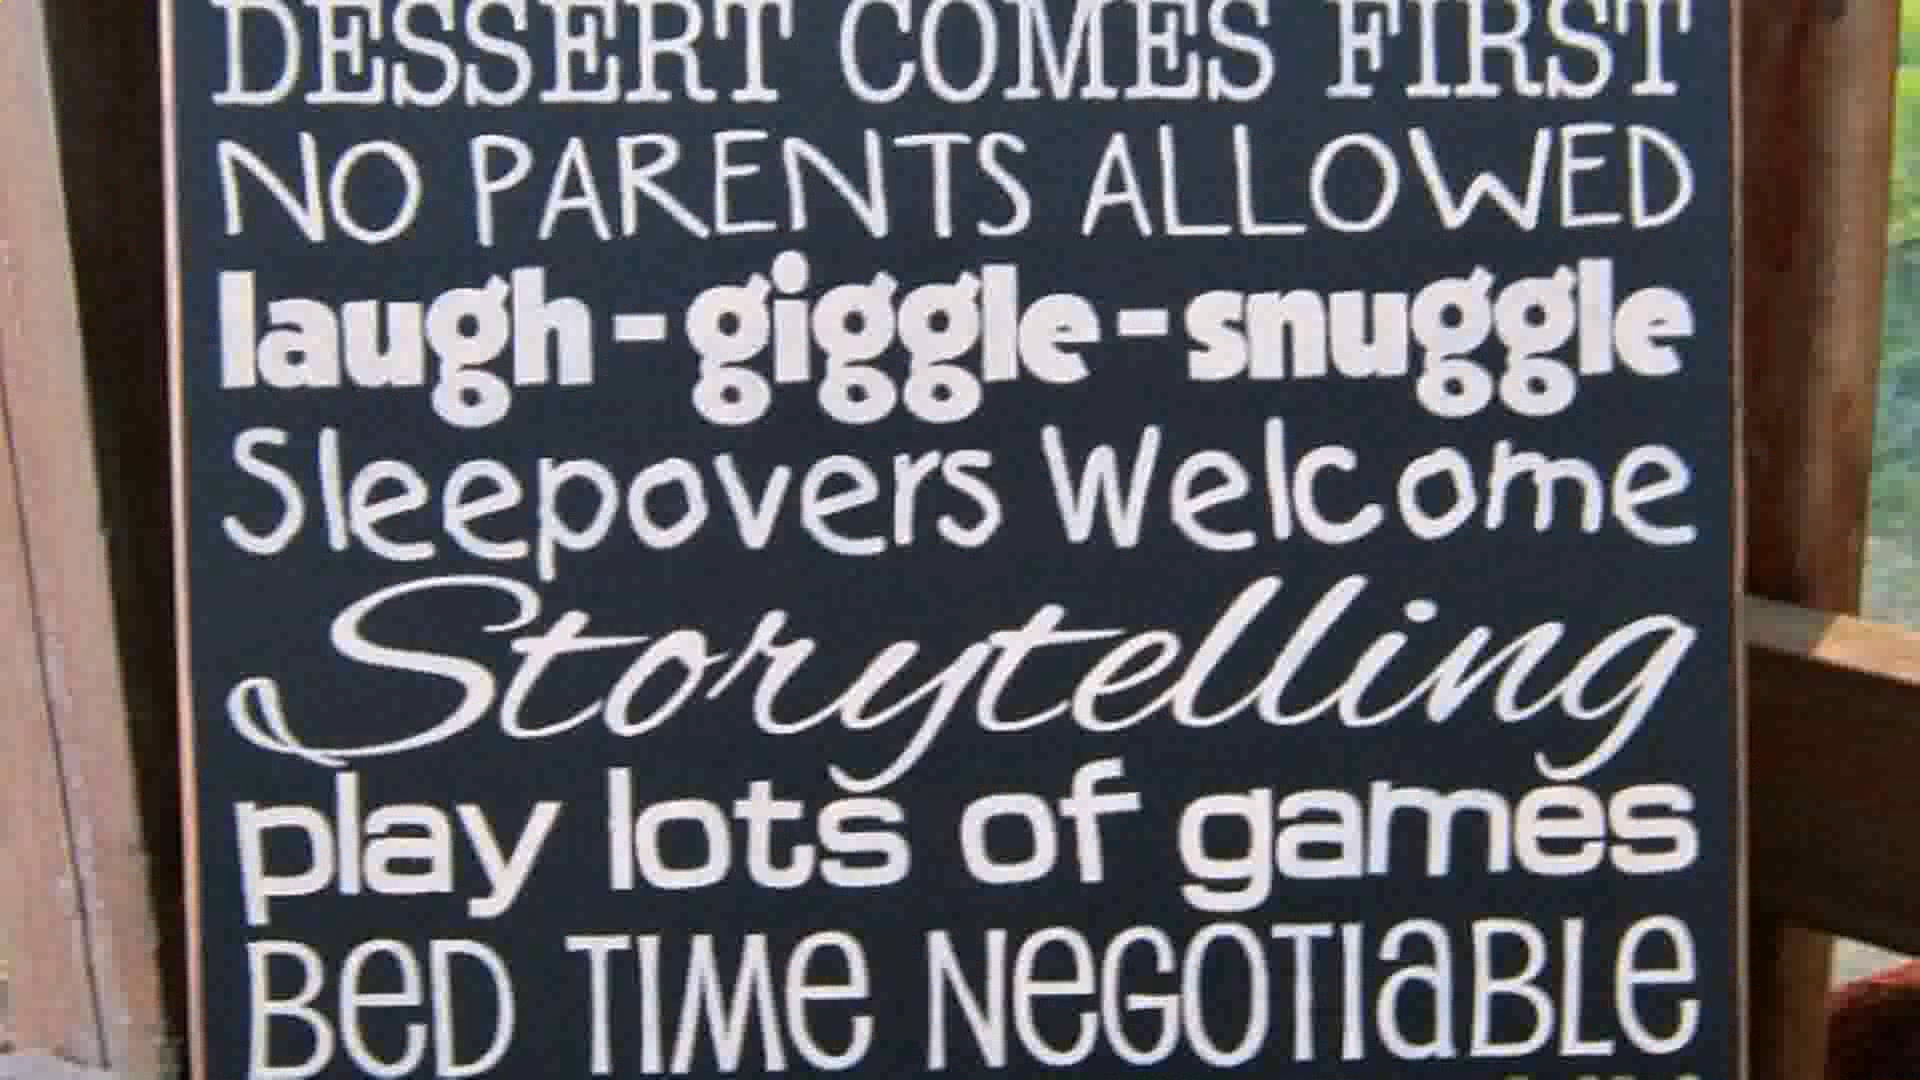 DESSERT COMES FIRST
NO PARENTS ALLOWED
laugh-giggle-snuggle
Sleepovers Welcome
Storytelling
play lots of games
BeD TIMe NeGOTIaBLe